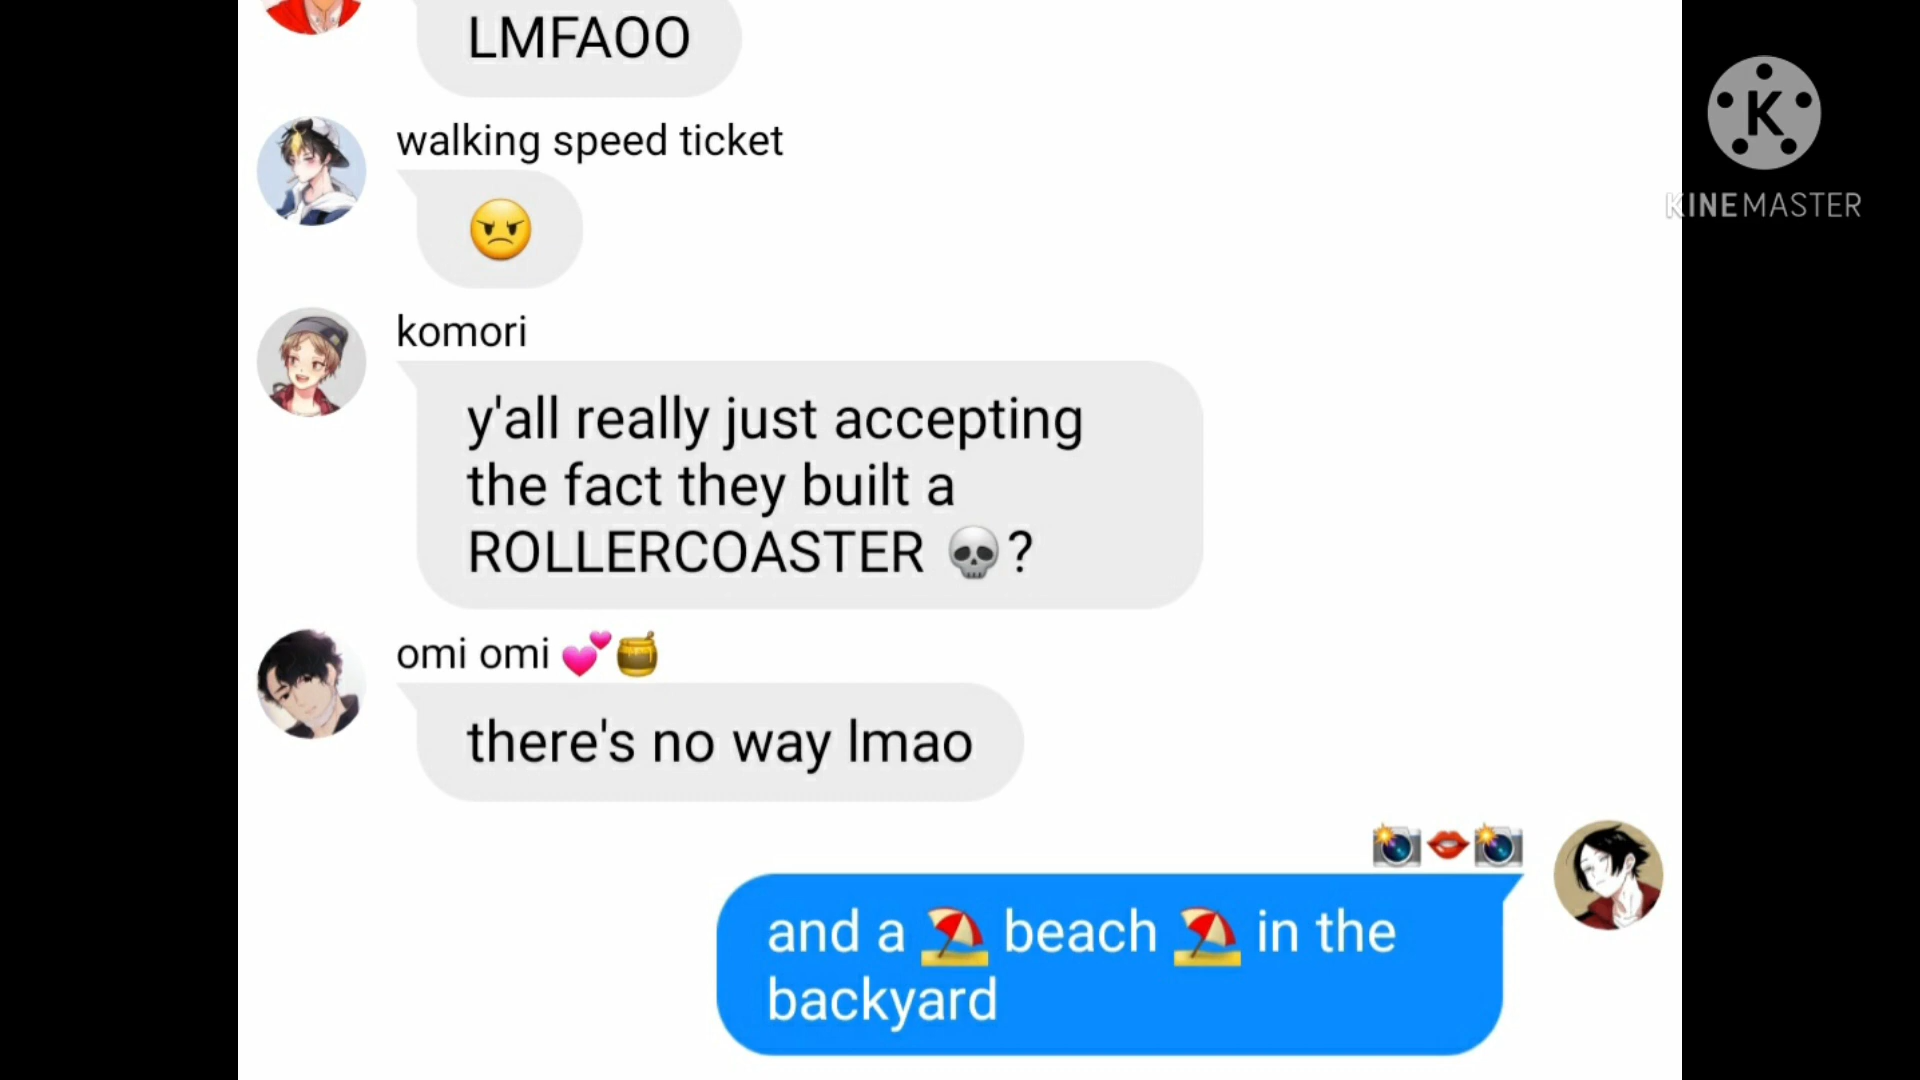 LMFAOO
walking speed ticket
😠
komori
y'all really just accepting
the fact they built a
ROLLERCOASTER 💀?
omi omi 💕🍯
there's no way lmao
📸👄📸
and a 🏖 beach 🏖 in the
backyard
K
KINEMASTER